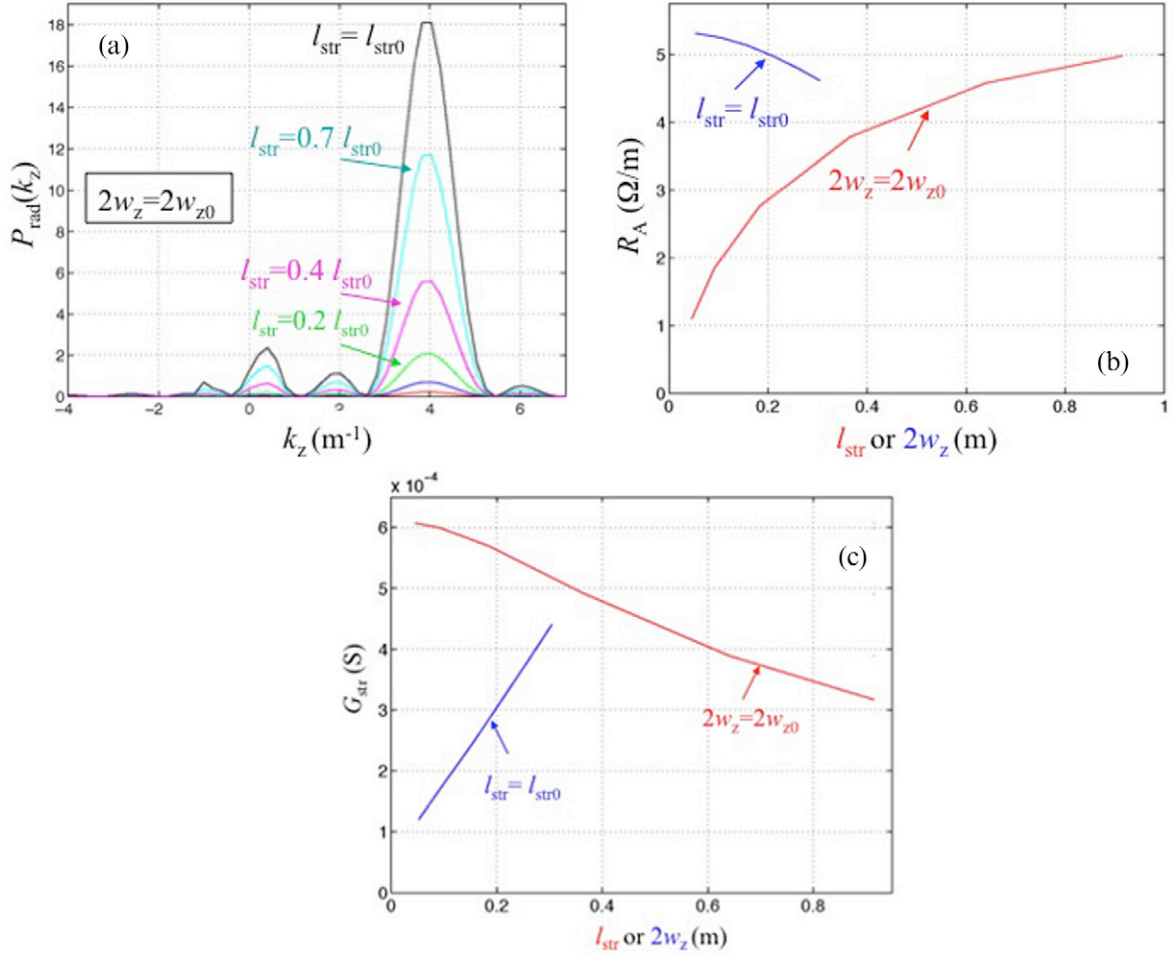 (a)
l_str = l_str0
l_str=0.7 l_str0
2w_z=2w_z0
l_str=0.4 l_str0
l_str=0.2 l_str0
P_rad(k_z)
18
16
14
12
10
8
6
4
2
0
-4 -2 0 2 4 6
k_z (m⁻¹)
(b)
l_str = l_str0
2w_z=2w_z0
R_A (Ω/m)
5
4
3
2
1
0
0 0.2 0.4 0.6 0.8 1
l_str or 2w_z (m)
x 10⁻⁴
(c)
2w_z=2w_z0
l_str = l_str0
G_str (S)
6
5
4
3
2
1
0
0 0.2 0.4 0.6 0.8
l_str or 2w_z (m)